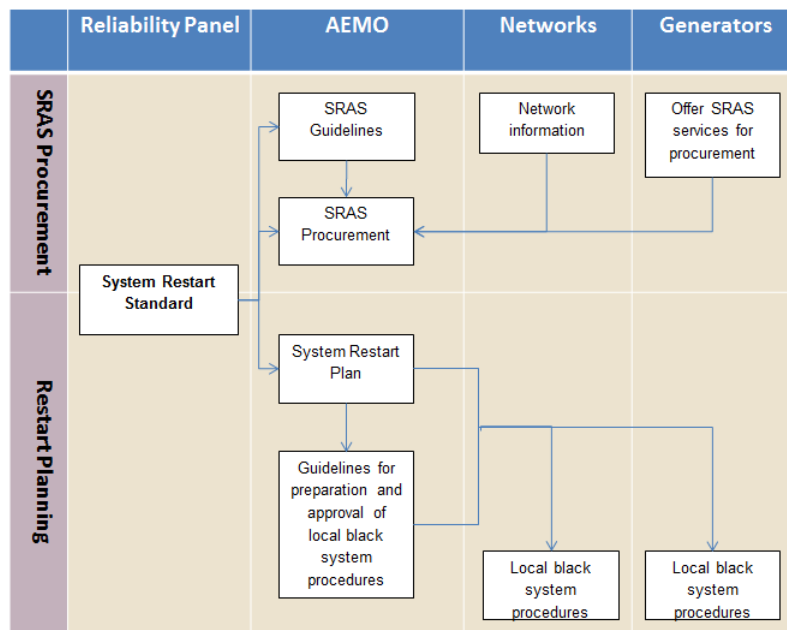 Reliability Panel
AEMO
Networks
Generators
SRAS Procurement
SRAS
Guidelines
Network
information
Offer SRAS
services for
procurement
SRAS
Procurement
System Restart
Standard
Restart Planning
System Restart
Plan
Guidelines for
preparation and
approval of
local black
system
procedures
Local black
system
procedures
Local black
system
procedures